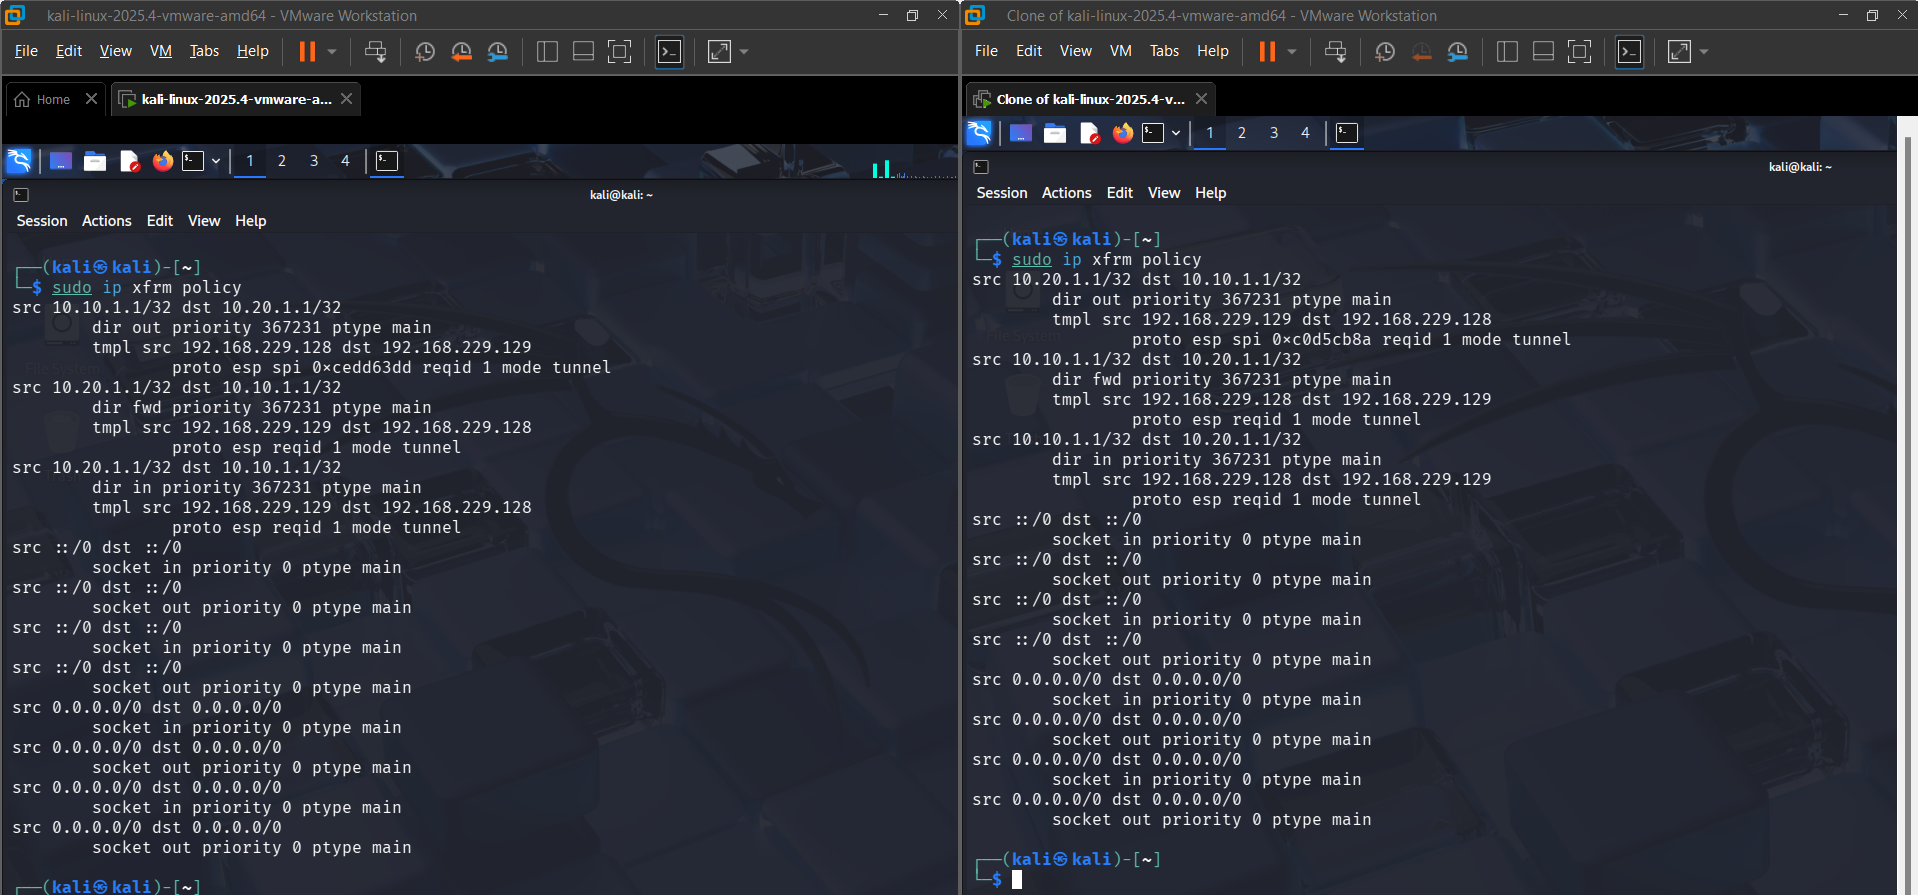 kali-linux-2025.4-vmware-amd64 - VMware Workstation
File Edit View VM Tabs Help
Home kali-linux-2025.4-vmware-a...
1 2 3 4
kali@kali: ~
Session Actions Edit View Help
┌──(kali㉿kali)-[~]
└─$ sudo ip xfrm policy
src 10.10.1.1/32 dst 10.20.1.1/32
dir out priority 367231 ptype main
tmpl src 192.168.229.128 dst 192.168.229.129
proto esp spi 0xcedd63dd reqid 1 mode tunnel
src 10.20.1.1/32 dst 10.10.1.1/32
dir fwd priority 367231 ptype main
tmpl src 192.168.229.129 dst 192.168.229.128
proto esp reqid 1 mode tunnel
src 10.20.1.1/32 dst 10.10.1.1/32
dir in priority 367231 ptype main
tmpl src 192.168.229.129 dst 192.168.229.128
proto esp reqid 1 mode tunnel
src ::/0 dst ::/0
socket in priority 0 ptype main
src ::/0 dst ::/0
socket out priority 0 ptype main
src ::/0 dst ::/0
socket in priority 0 ptype main
src ::/0 dst ::/0
socket out priority 0 ptype main
src 0.0.0.0/0 dst 0.0.0.0/0
socket in priority 0 ptype main
src 0.0.0.0/0 dst 0.0.0.0/0
socket out priority 0 ptype main
src 0.0.0.0/0 dst 0.0.0.0/0
socket in priority 0 ptype main
src 0.0.0.0/0 dst 0.0.0.0/0
socket out priority 0 ptype main
┌──(kali㉿kali)-[~]
Clone of kali-linux-2025.4-vmware-amd64 - VMware Workstation
File Edit View VM Tabs Help
Clone of kali-linux-2025.4-v...
1 2 3 4
kali@kali: ~
Session Actions Edit View Help
┌──(kali㉿kali)-[~]
└─$ sudo ip xfrm policy
src 10.20.1.1/32 dst 10.10.1.1/32
dir out priority 367231 ptype main
tmpl src 192.168.229.129 dst 192.168.229.128
proto esp spi 0xc0d5cb8a reqid 1 mode tunnel
src 10.10.1.1/32 dst 10.20.1.1/32
dir fwd priority 367231 ptype main
tmpl src 192.168.229.128 dst 192.168.229.129
proto esp reqid 1 mode tunnel
src 10.10.1.1/32 dst 10.20.1.1/32
dir in priority 367231 ptype main
tmpl src 192.168.229.128 dst 192.168.229.129
proto esp reqid 1 mode tunnel
src ::/0 dst ::/0
socket in priority 0 ptype main
src ::/0 dst ::/0
socket out priority 0 ptype main
src ::/0 dst ::/0
socket in priority 0 ptype main
src ::/0 dst ::/0
socket out priority 0 ptype main
src 0.0.0.0/0 dst 0.0.0.0/0
socket in priority 0 ptype main
src 0.0.0.0/0 dst 0.0.0.0/0
socket out priority 0 ptype main
src 0.0.0.0/0 dst 0.0.0.0/0
socket in priority 0 ptype main
src 0.0.0.0/0 dst 0.0.0.0/0
socket out priority 0 ptype main
┌──(kali㉿kali)-[~]
└─$